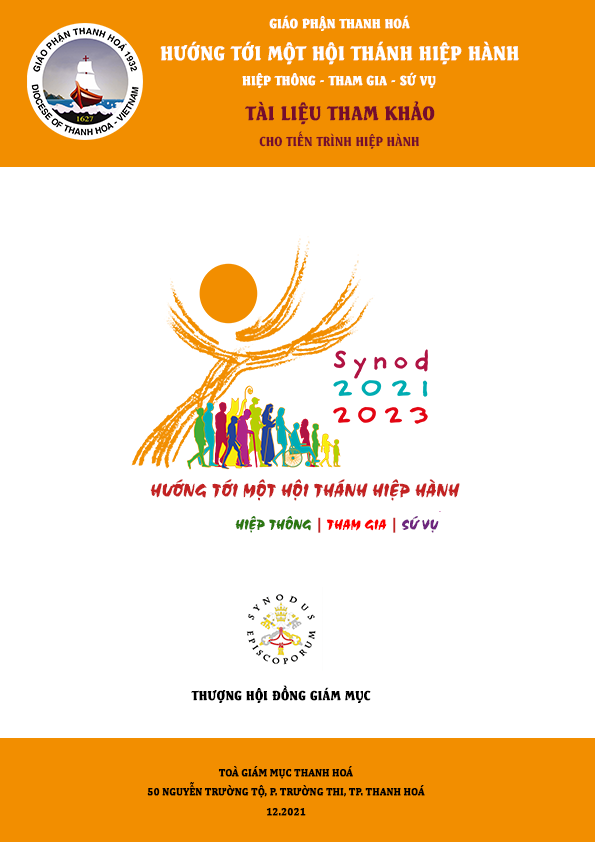 GIÁO PHẬN THANH HOÁ
HƯỚNG TỚI MỘT HỘI THÁNH HIỆP HÀNH
HIỆP THÔNG - THAM GIA - SỨ VỤ
TÀI LIỆU THAM KHẢO
CHO TIẾN TRÌNH HIỆP HÀNH
GIÁO PHẬN THANH HOÁ 1932
DIOCESE OF THANH HOA - VIETNAM
1627
Synod
2021
2023
HƯỚNG TỚI MỘT HỘI THÁNH HIỆP HÀNH
HIỆP THÔNG | THAM GIA | SỨ VỤ
SYNODUS
EPISCOPORUM
THƯỢNG HỘI ĐỒNG GIÁM MỤC
TOÀ GIÁM MỤC THANH HOÁ
50 NGUYỄN TRƯỜNG TỘ, P. TRƯỜNG THI, TP. THANH HOÁ
12.2021